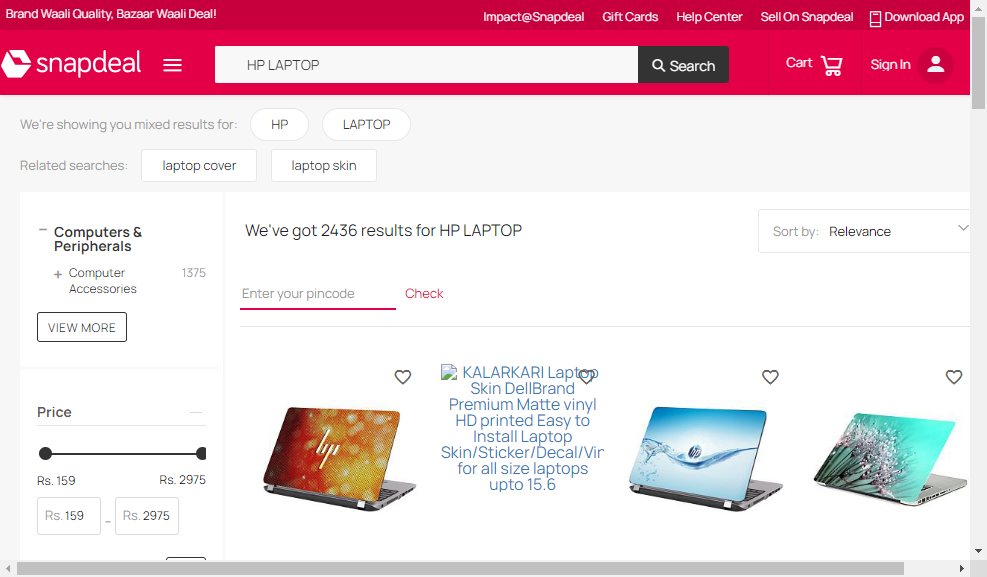 Brand Waali Quality, Bazaar Waali Deal!
Impact@Snapdeal Gift Cards Help Center Sell On Snapdeal Download App
snapdeal
HP LAPTOP
Search
Cart
Sign In
We're showing you mixed results for: HP LAPTOP
Related searches: laptop cover laptop skin
Computers &
Peripherals
Computer 1375
Accessories
VIEW MORE
We've got 2436 results for HP LAPTOP
Sort by: Relevance
Enter your pincode Check
Price
Rs. 159 Rs. 2975
Rs. 159 - Rs. 2975
hp
KALARKARI Laptop
Skin DellBrand
Premium Matte vinyl
HD printed Easy to
Install Laptop
Skin/Sticker/Decal/Vin
for all size laptops
upto 15.6
hp